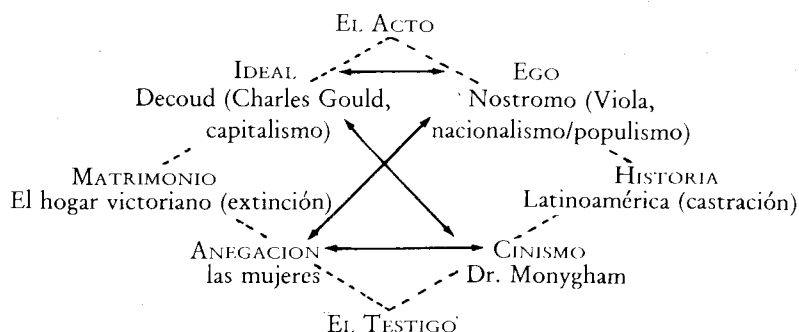 EL ACTO
IDEAL EGO
Decoud (Charles Gould, Nostromo (Viola,
capitalismo) nacionalismo/populismo)
MATRIMONIO HISTORIA
El hogar victoriano (extinción) Latinoamérica (castración)
ANEGACION CINISMO
las mujeres Dr. Monygham
EL TESTIGO